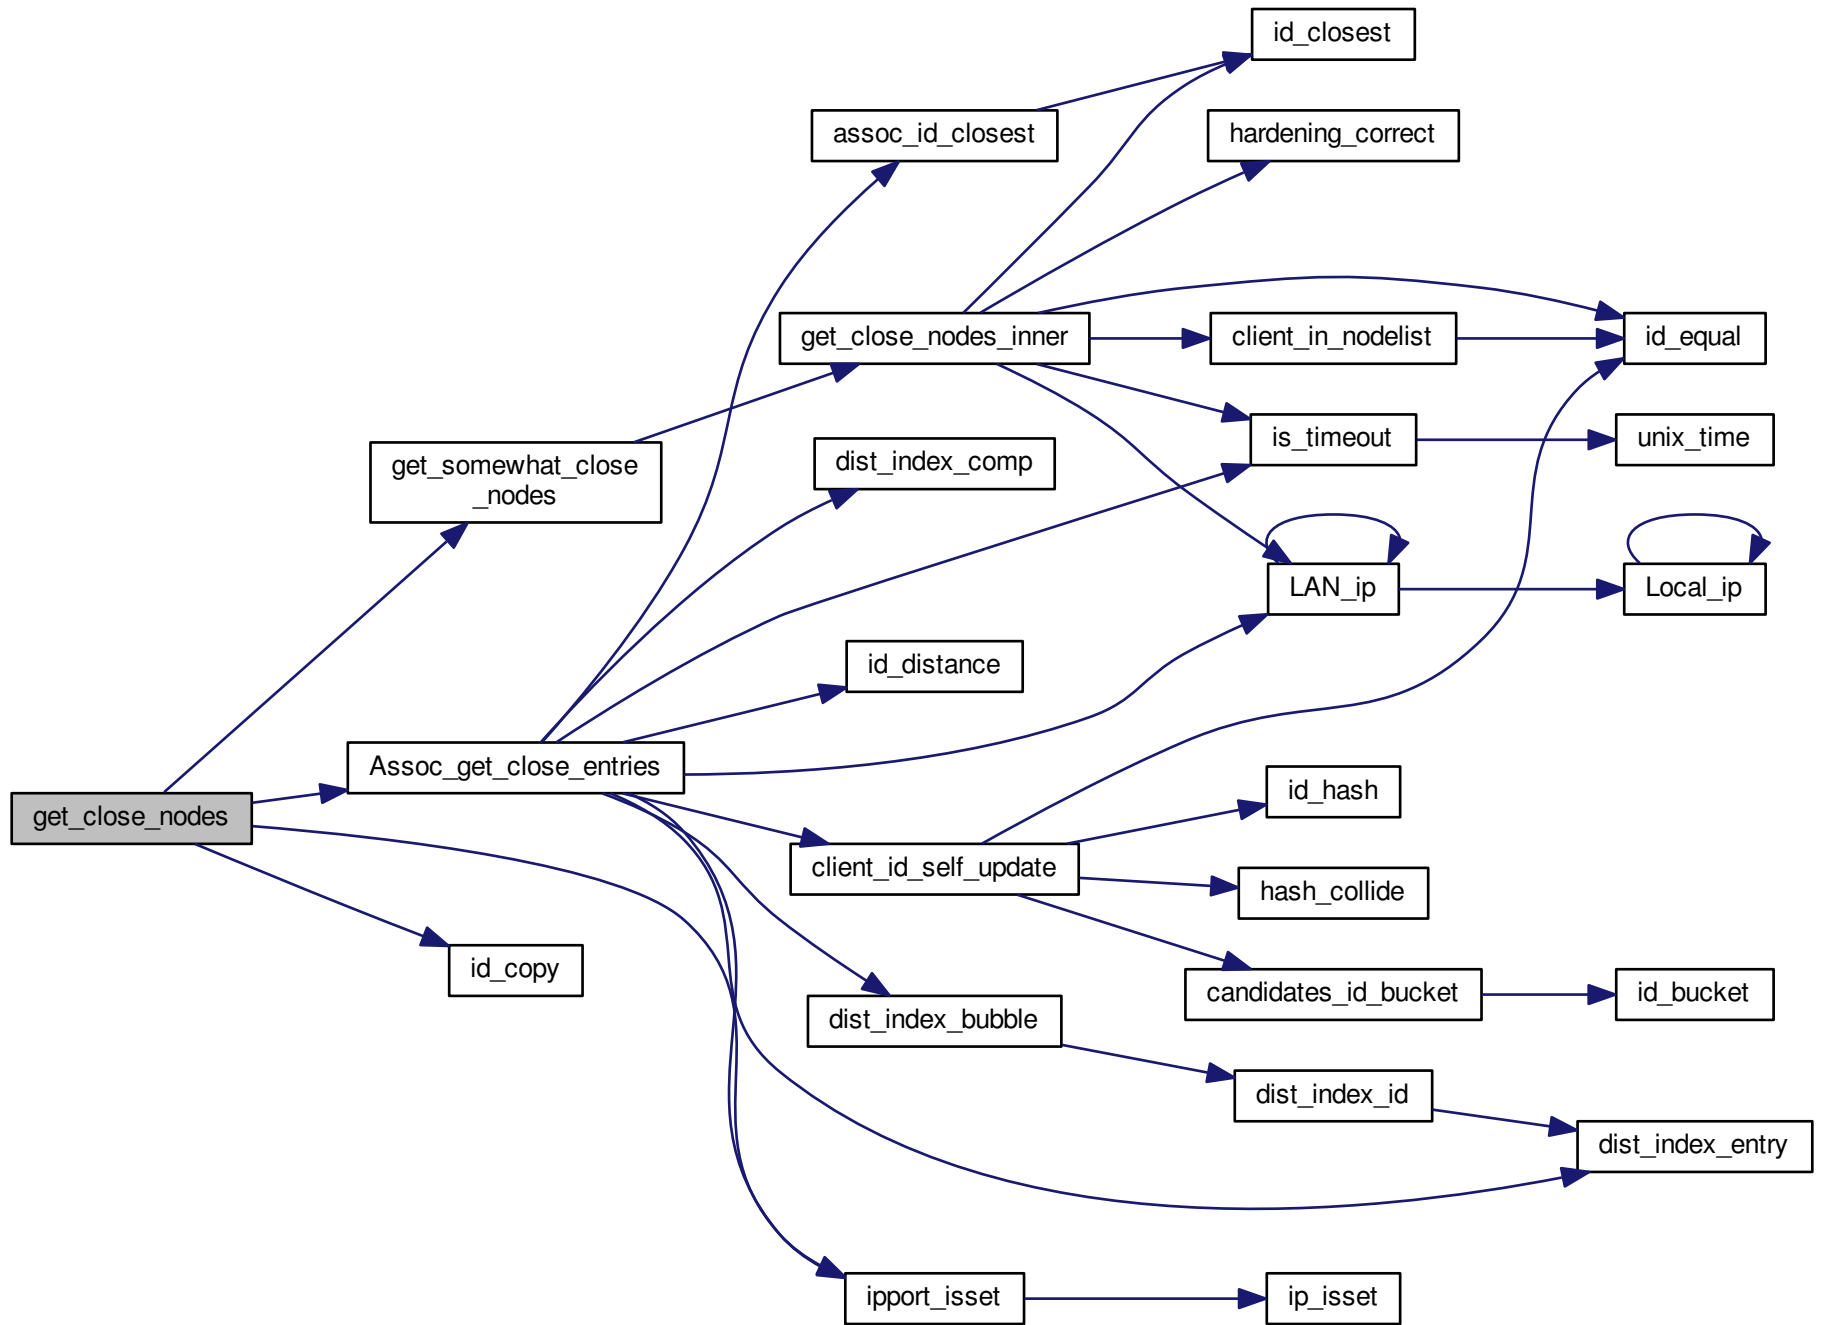 id_closest
assoc_id_closest
hardening_correct
get_close_nodes_inner
client_in_nodelist
id_equal
get_somewhat_close
_nodes
dist_index_comp
is_timeout
unix_time
LAN_ip
Local_ip
id_distance
Assoc_get_close_entries
get_close_nodes
id_hash
client_id_self_update
hash_collide
id_copy
candidates_id_bucket
id_bucket
dist_index_bubble
dist_index_id
dist_index_entry
ipport_isset
ip_isset